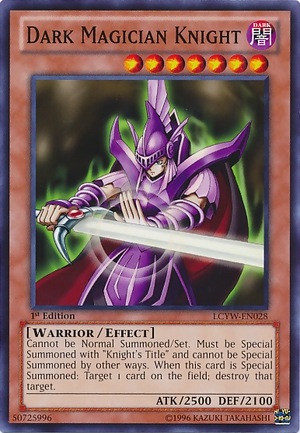 DARK MAGICIAN KNIGHT
DARK
闇
1st Edition
LCYW-EN028
[WARRIOR / EFFECT]
Cannot be Normal Summoned/Set. Must be Special
Summoned with "Knight's Title" and cannot be Special
Summoned by other ways. When this card is Special
Summoned: Target 1 card on the field; destroy that
target.
ATK/2500 DEF/2100
50725996
©1996 KAZUKI TAKAHASHI